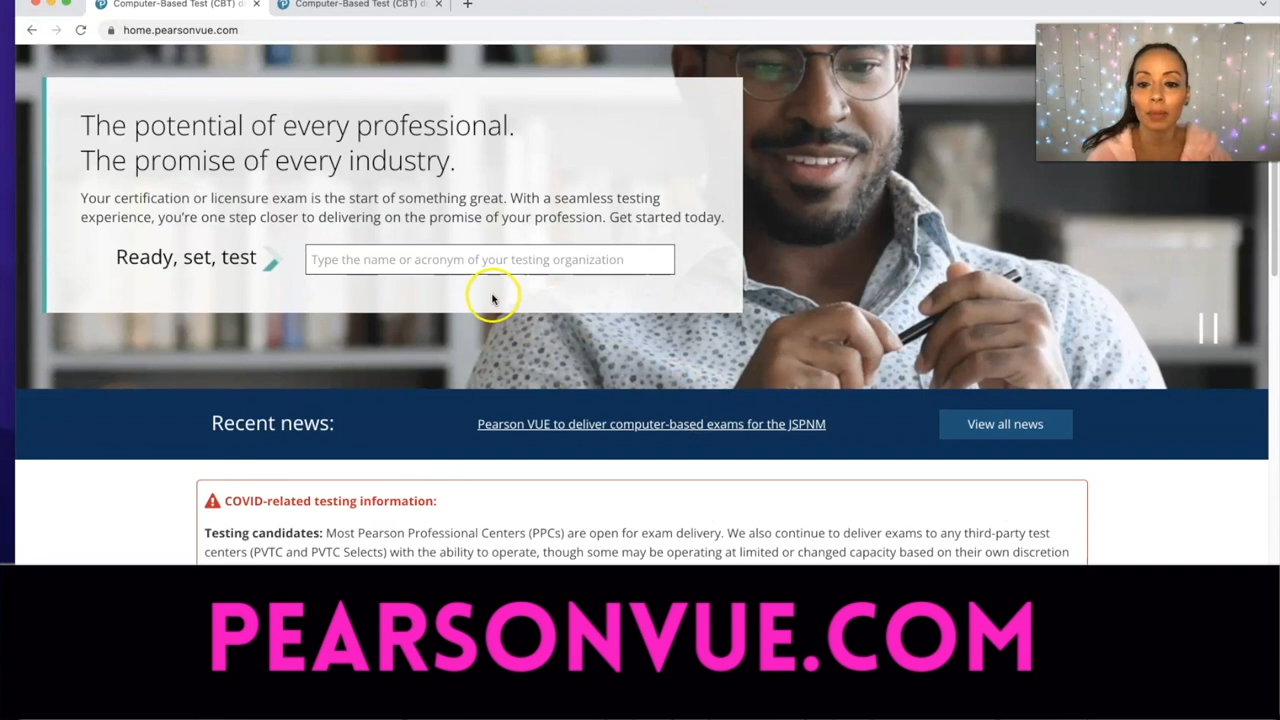 Computer-Based Test (CBT) d
Computer-Based Test (CBT) d
home.pearsonvue.com
The potential of every professional.
The promise of every industry.
Your certification or licensure exam is the start of something great. With a seamless testing
experience, you're one step closer to delivering on the promise of your profession. Get started today.
Ready, set, test
Type the name or acronym of your testing organization
Recent news:
Pearson VUE to deliver computer-based exams for the JSPNM
View all news
COVID-related testing information:
Testing candidates: Most Pearson Professional Centers (PPCs) are open for exam delivery. We also continue to deliver exams to any third-party test
centers (PVTC and PVTC Selects) with the ability to operate, though some may be operating at limited or changed capacity based on their own discretion
PEARSONVUE.COM